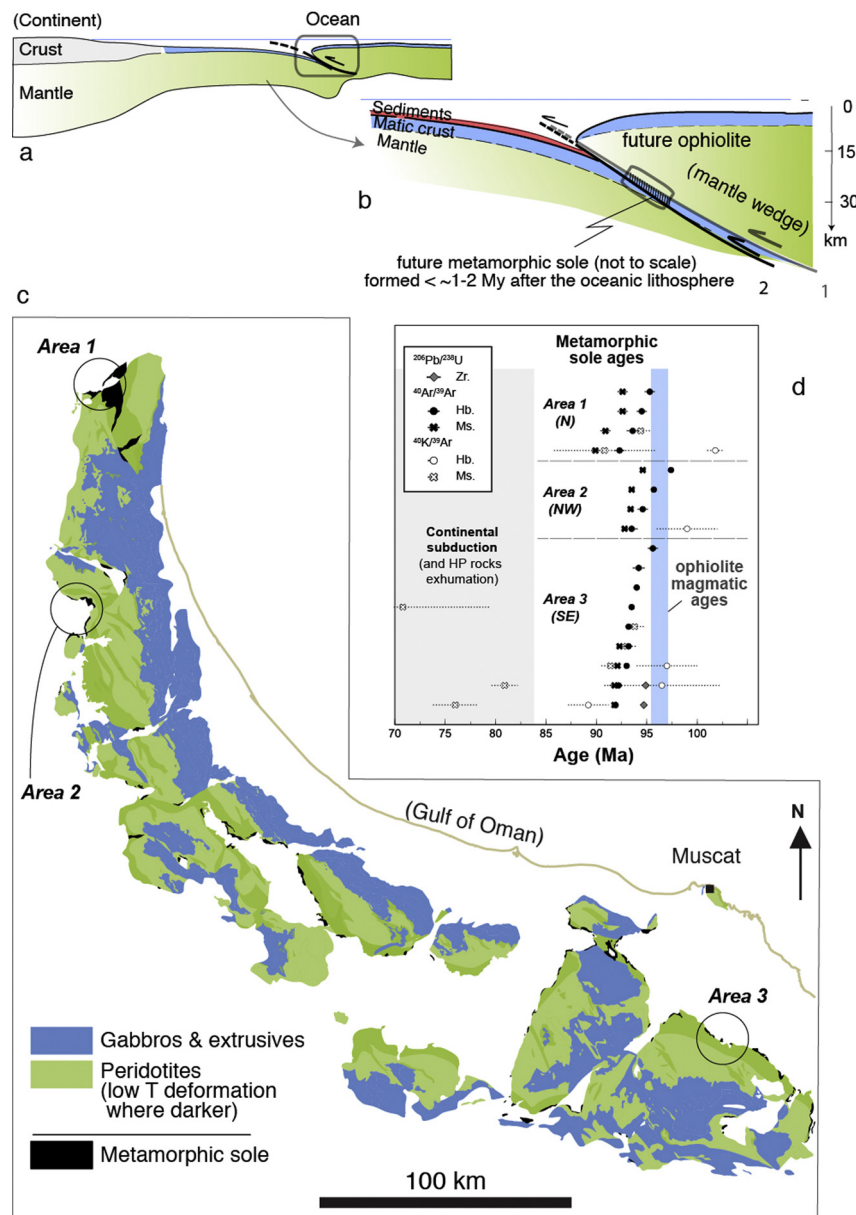 (Continent)
Ocean
Crust
Mantle
a
Sediments
Mafic crust
Mantle
future ophiolite
(mantle wedge)
0
15
30
km
b
future metamorphic sole (not to scale)
formed < ~1-2 My after the oceanic lithosphere
2
1
c
Area 1
Area 2
d
Metamorphic
sole ages
206Pb/238U
Zr.
40Ar/39Ar
Hb.
Ms.
40K/39Ar
Hb.
Ms.
Area 1
(N)
Area 2
(NW)
Area 3
(SE)
Continental
subduction
(and HP rocks
exhumation)
ophiolite
magmatic
ages
70
75
80
85
90
95
100
Age (Ma)
(Gulf of Oman)
N
Muscat
Area 3
Gabbros & extrusives
Peridotites
(low T deformation
where darker)
Metamorphic sole
100 km